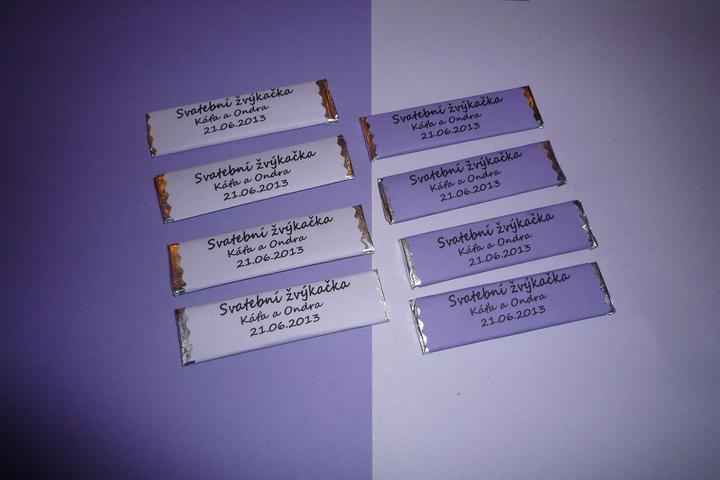 Svatební žvýkačka
Káťa a Ondra
21.06.2013
Svatební žvýkačka
Káťa a Ondra
21.06.2013
Svatební žvýkačka
Káťa a Ondra
21.06.2013
Svatební žvýkačka
Káťa a Ondra
21.06.2013
Svatební žvýkačka
Káťa a Ondra
21.06.2013
Svatební žvýkačka
Káťa a Ondra
21.06.2013
Svatební žvýkačka
Káťa a Ondra
21.06.2013
Svatební žvýkačka
Káťa a Ondra
21.06.2013